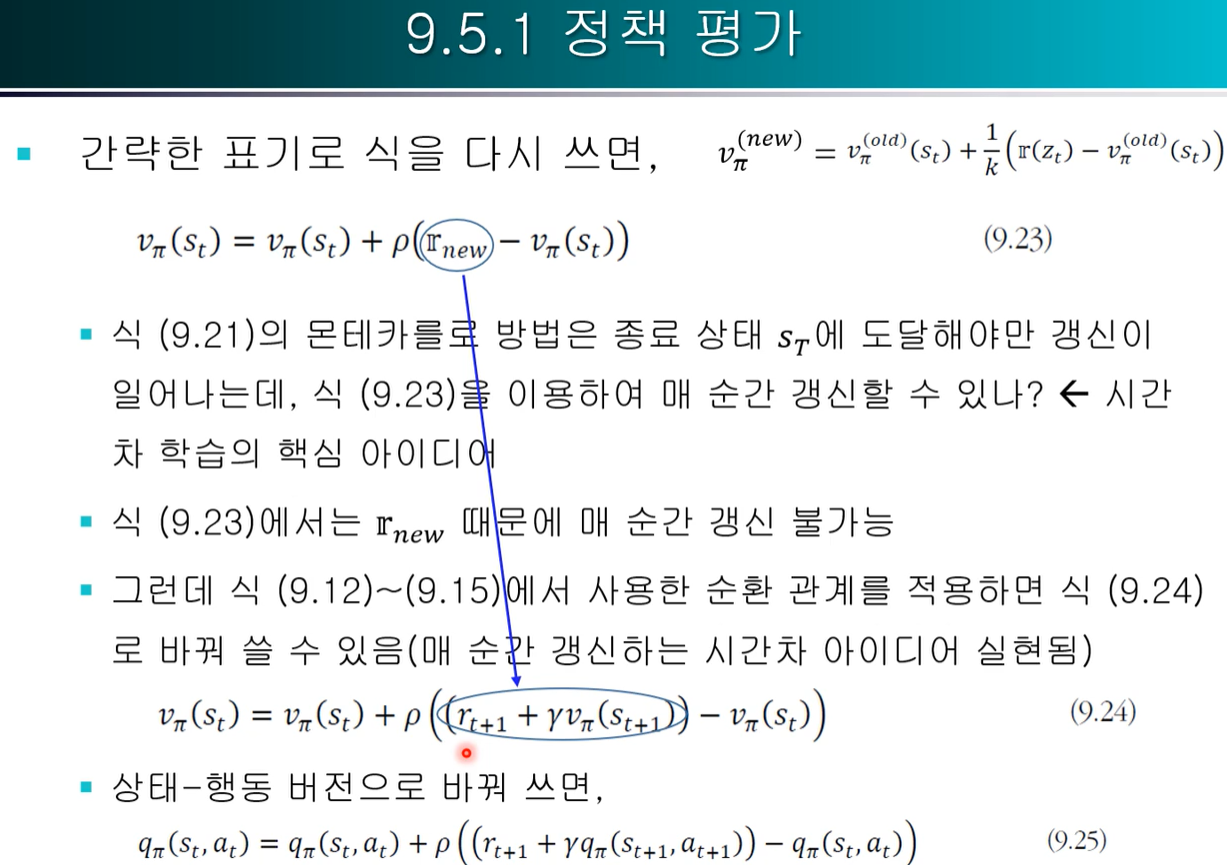 9.5.1 정책 평가
▪ 간략한 표기로 식을 다시 쓰면, $v_\pi^{(new)} = v_\pi^{(old)}(s_t) + \frac{1}{k}\left(\mathbb{r}(z_t) - v_\pi^{(old)}(s_t)\right)$
$v_\pi(s_t) = v_\pi(s_t) + \rho(\mathbb{r}_{new} - v_\pi(s_t))$ (9.23)
▪ 식 (9.21)의 몬테카를로 방법은 종료 상태 $s_T$에 도달해야만 갱신이
일어나는데, 식 (9.23)을 이용하여 매 순간 갱신할 수 있나? ← 시간
차 학습의 핵심 아이디어
▪ 식 (9.23)에서는 $\mathbb{r}_{new}$ 때문에 매 순간 갱신 불가능
▪ 그런데 식 (9.12)~(9.15)에서 사용한 순환 관계를 적용하면 식 (9.24)
로 바꿔 쓸 수 있음(매 순간 갱신하는 시간차 아이디어 실현됨)
$v_\pi(s_t) = v_\pi(s_t) + \rho\left((r_{t+1} + \gamma v_\pi(s_{t+1})) - v_\pi(s_t)\right)$ (9.24)
▪ 상태-행동 버전으로 바꿔 쓰면,
$q_\pi(s_t, a_t) = q_\pi(s_t, a_t) + \rho\left((r_{t+1} + \gamma q_\pi(s_{t+1}, a_{t+1})) - q_\pi(s_t, a_t)\right)$ (9.25)